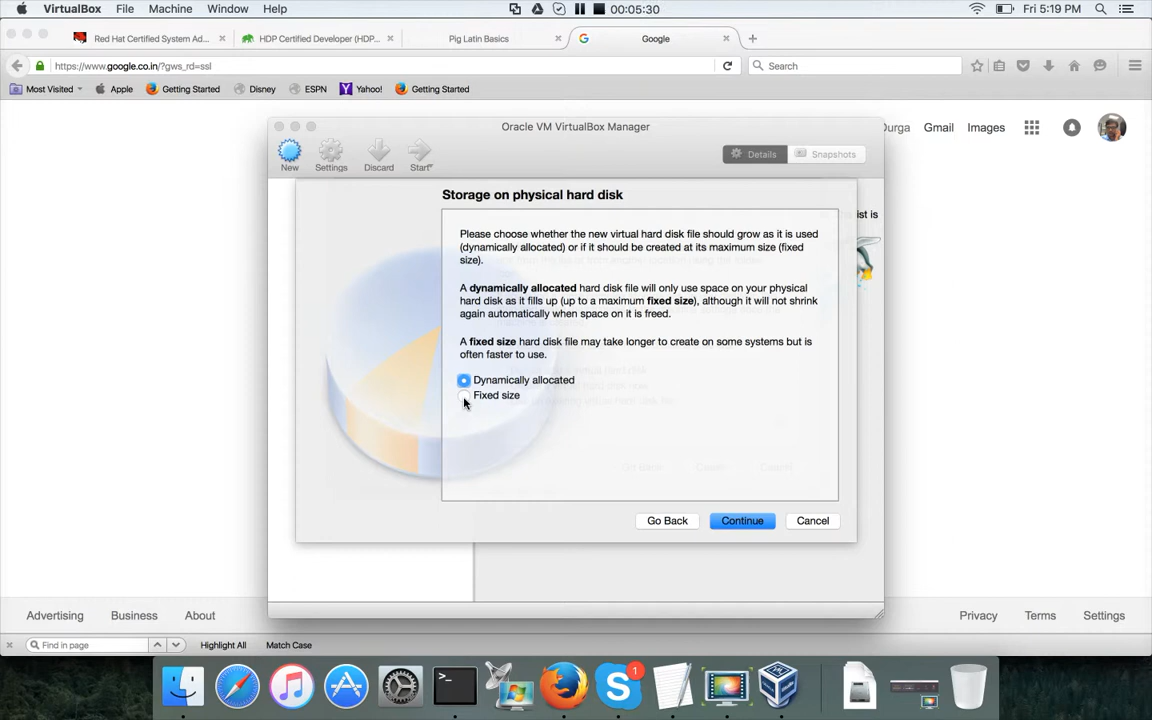 VirtualBox File Machine Window Help 00:05:30 Fri 5:19 PM
Red Hat Certified System Ad... HDP Certified Developer (HDP... Pig Latin Basics Google
https://www.google.co.in/?gws_rd=ssl Search
Most Visited Apple Getting Started Disney ESPN Yahoo! Getting Started
Durga Gmail Images
Oracle VM VirtualBox Manager
New Settings Discard Start Details Snapshots
Storage on physical hard disk
ist is
Please choose whether the new virtual hard disk file should grow as it is used
(dynamically allocated) or if it should be created at its maximum size (fixed
size).
A dynamically allocated hard disk file will only use space on your physical
hard disk as it fills up (up to a maximum fixed size), although it will not shrink
again automatically when space on it is freed.
A fixed size hard disk file may take longer to create on some systems but is
often faster to use.
Dynamically allocated
Fixed size
Go Back Continue Cancel
Advertising Business About Privacy Terms Settings
Find in page Highlight All Match Case
1